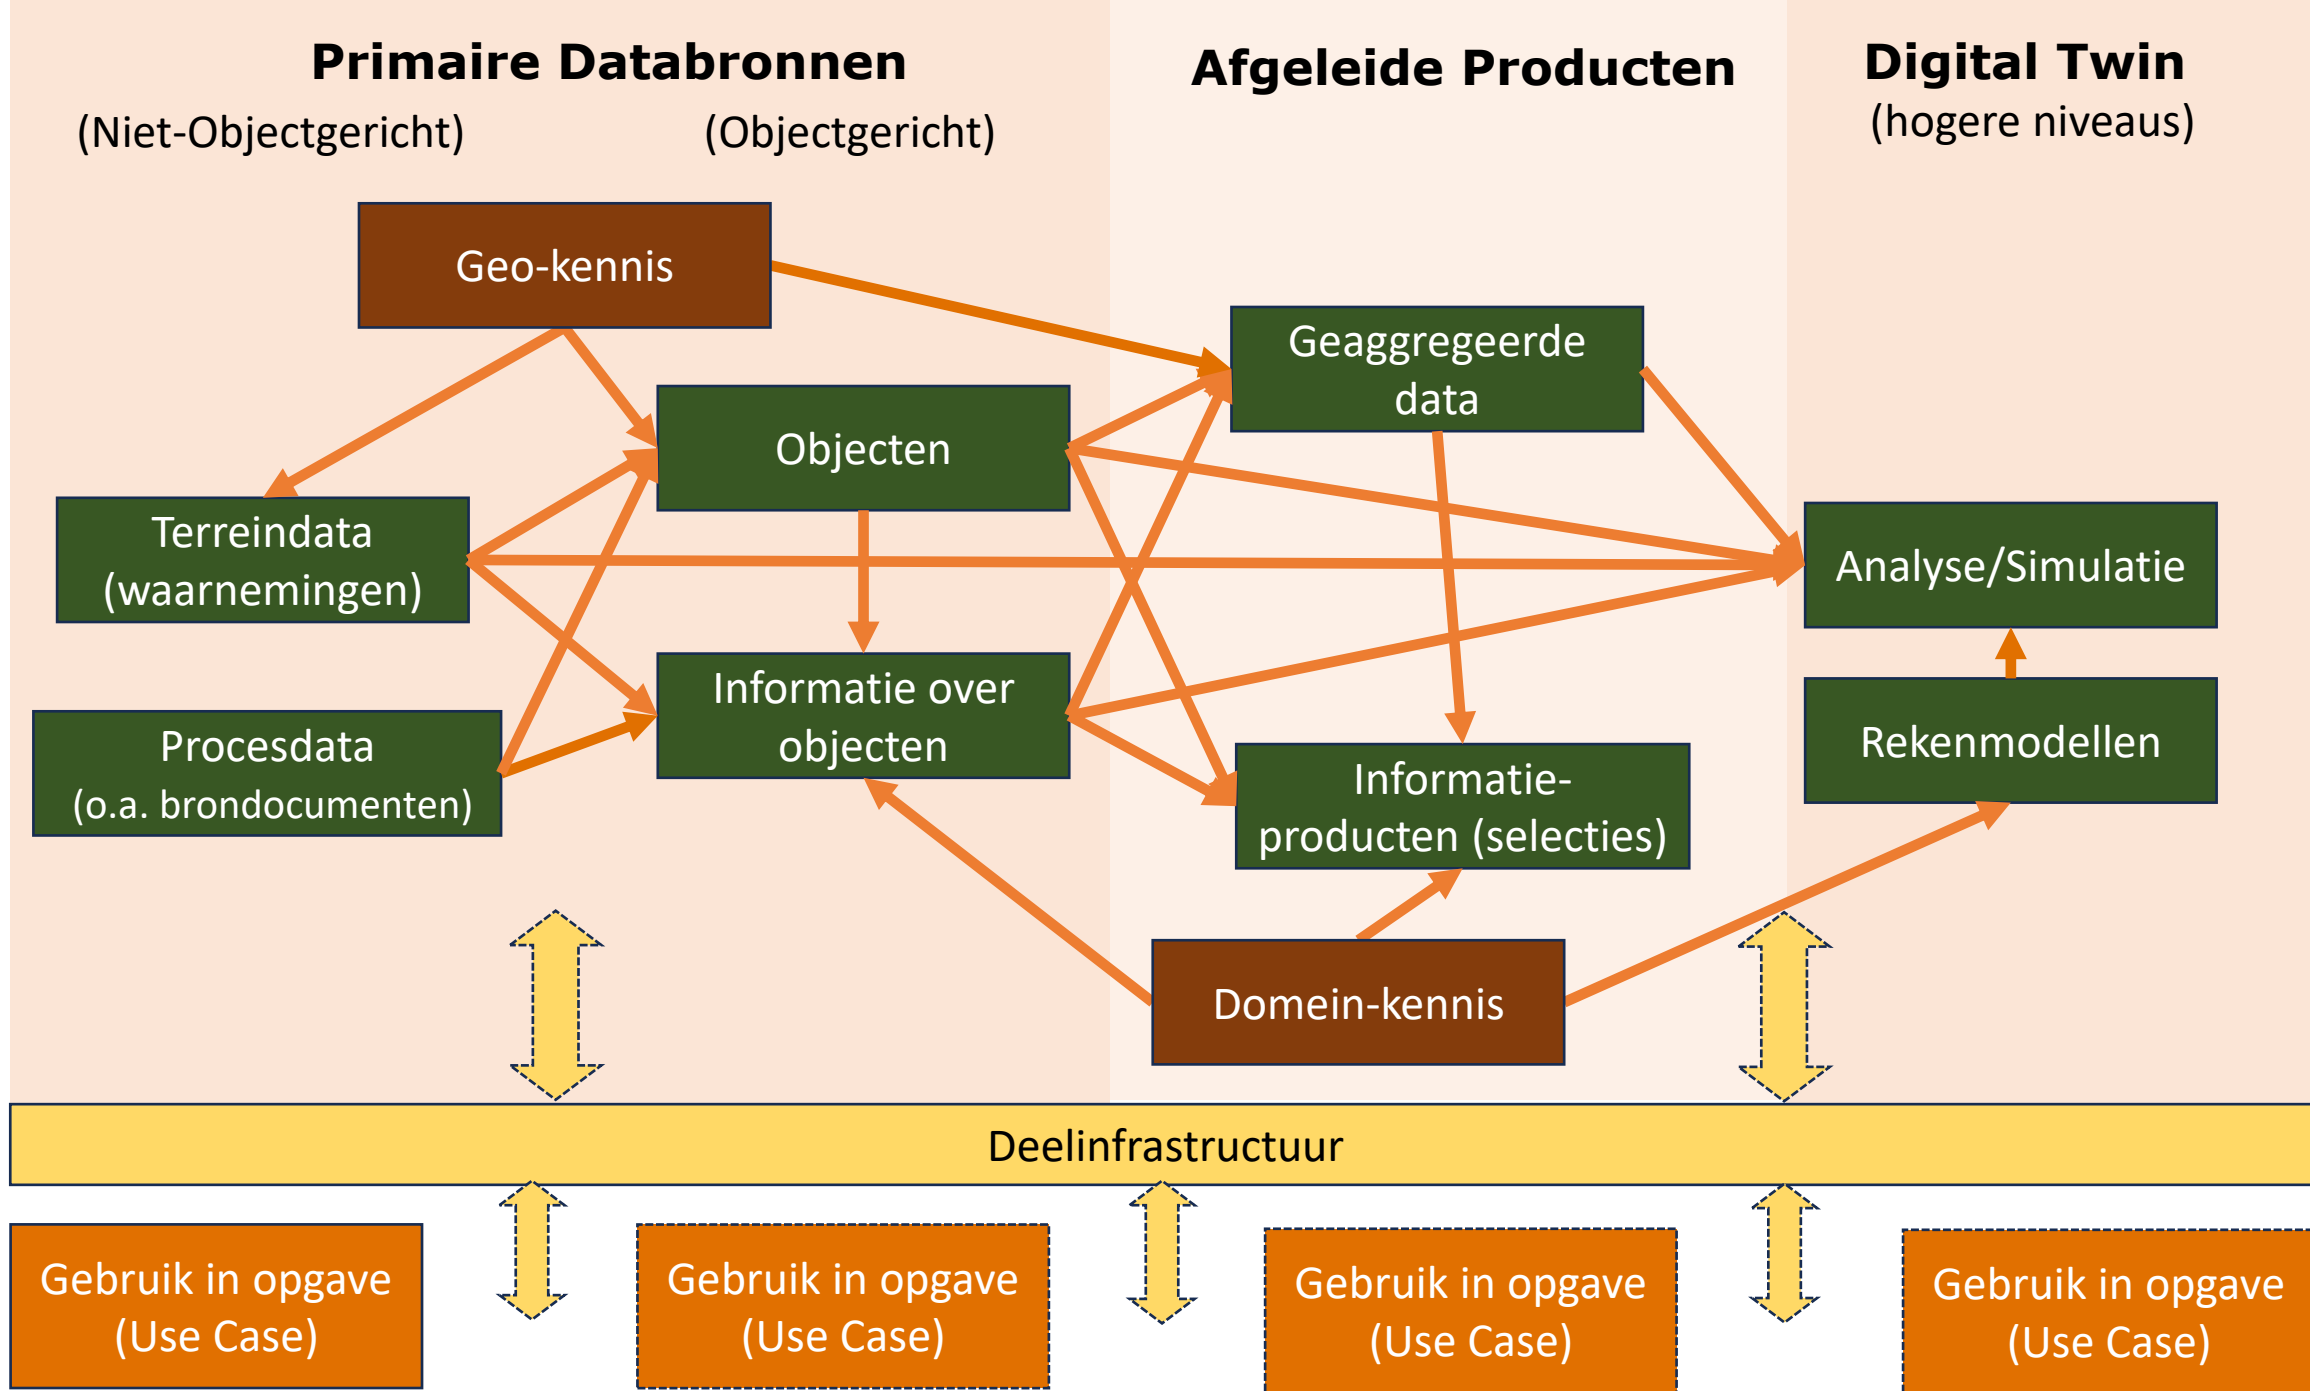 Primaire Databronnen
(Niet-Objectgericht)
(Objectgericht)
Afgeleide Producten
Digital Twin
(hogere niveaus)
Geo-kennis
Geaggregeerde
data
Objecten
Terreindata
(waarnemingen)
Analyse/Simulatie
Informatie over
objecten
Procesdata
(o.a. brondocumenten)
Rekenmodellen
Informatie-
producten (selecties)
Domein-kennis
Deelinfrastructuur
Gebruik in opgave
(Use Case)
Gebruik in opgave
(Use Case)
Gebruik in opgave
(Use Case)
Gebruik in opgave
(Use Case)